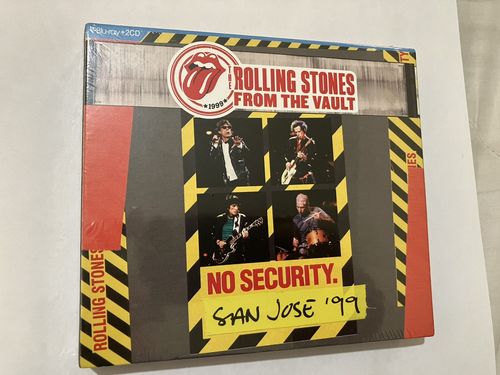 Blu-ray+2CD
THE
ROLLING STONES
FROM THE VAULT
★1999★
ROLLING STONES
NO SECURITY.
SAN JOSE '99